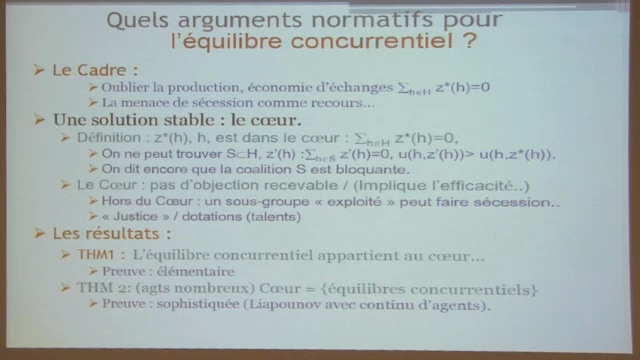 Quels arguments normatifs pour
l'équilibre concurrentiel ?
➢ Le Cadre :
➢ Oublier la production, économie d'échanges ∑h∈H z*(h)=0
➢ La menace de sécession comme recours…
➢ Une solution stable : le cœur.
➢ Définition : z*(h), h, est dans le cœur : ∑h∈H z*(h)=0,
➢ On ne peut trouver S⊂H, z'(h) :∑h∈S z'(h)=0, u(h,z'(h))> u(h,z*(h)).
➢ On dit encore que la coalition S est bloquante.
➢ Le Cœur : pas d'objection recevable / (Implique l'efficacité..)
➢ Hors du Cœur : un sous-groupe « exploité » peut faire sécession..
➢ « Justice » / dotations (talents)
➢ Les résultats :
➢ THM1 : L'équilibre concurrentiel appartient au cœur…
➢ Preuve : élémentaire
➢ THM 2: (agts nombreux) Cœur = {équilibres concurrentiels}
➢ Preuve : sophistiquée (Liapounov avec continu d'agents).